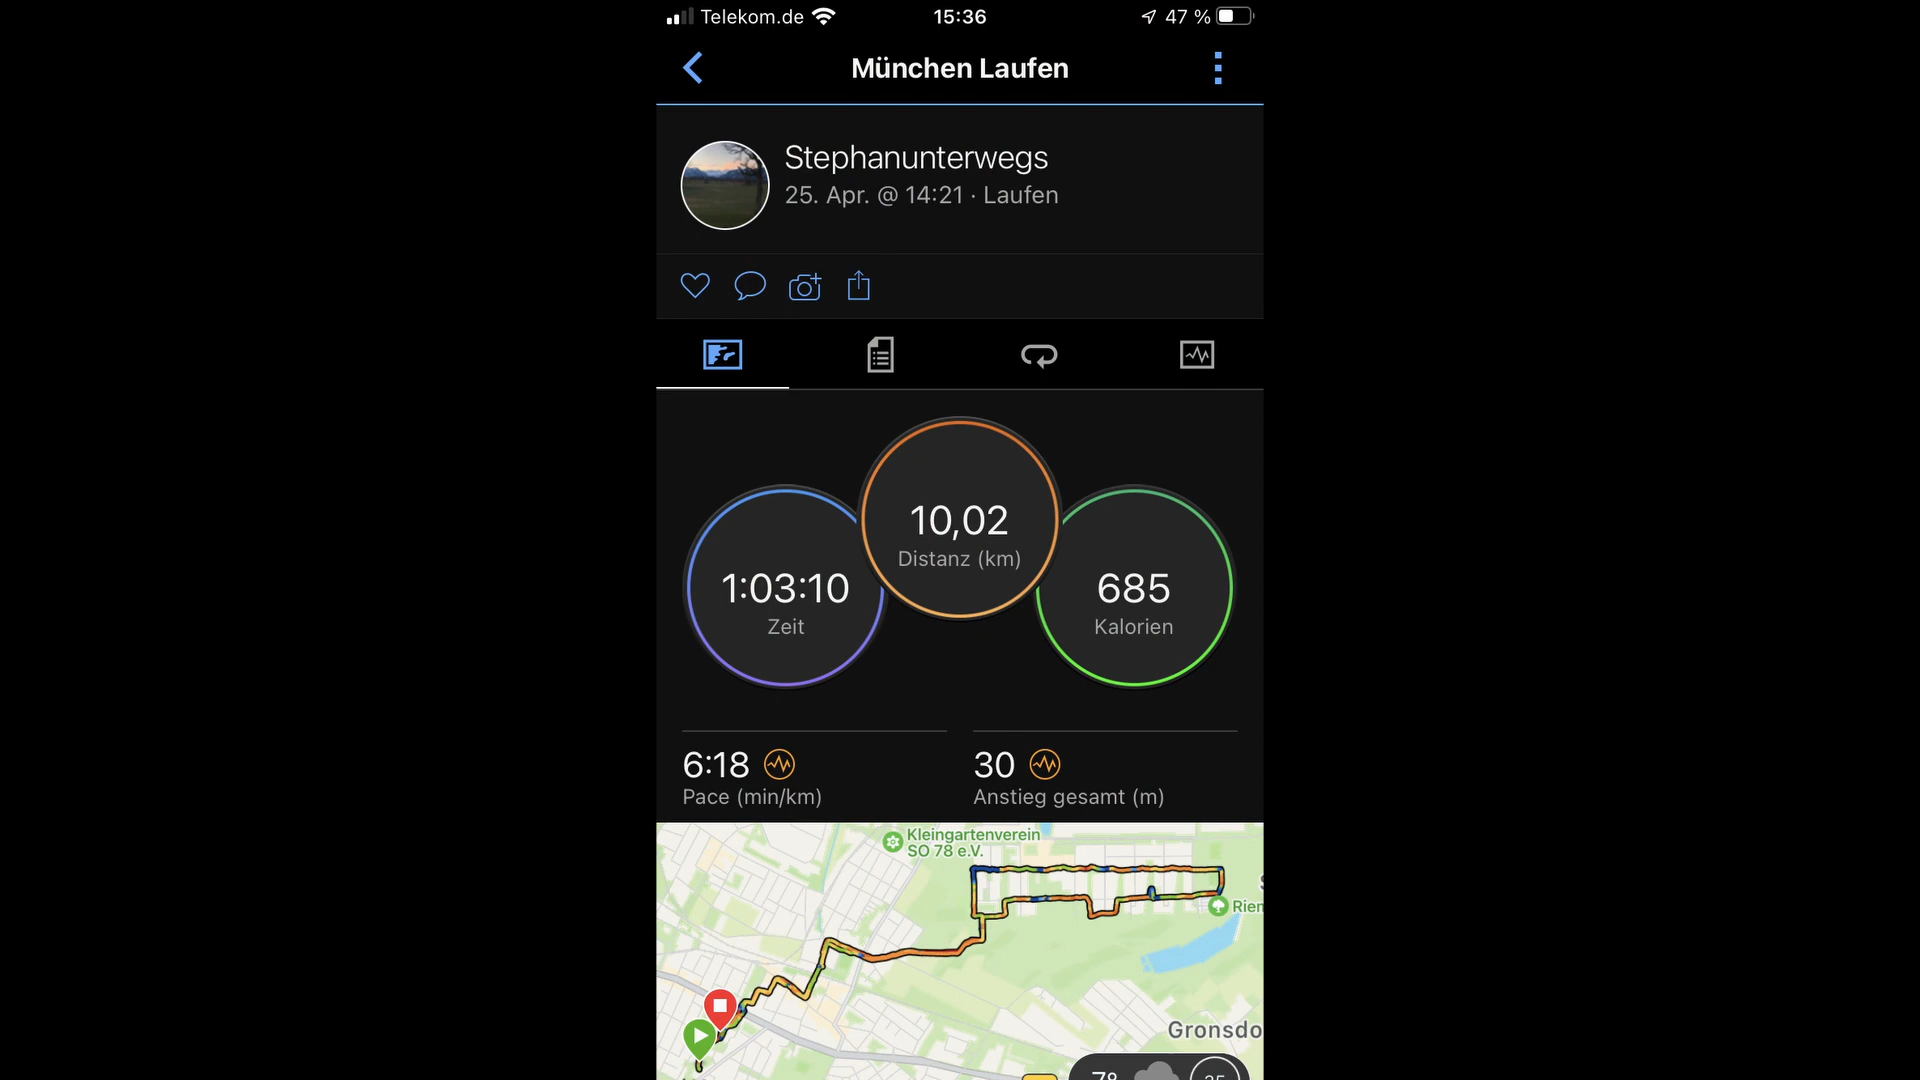 Telekom.de 15:36 47 %
München Laufen
Stephanunterwegs
25. Apr. @ 14:21 · Laufen
10,02
Distanz (km)
1:03:10
Zeit
685
Kalorien
6:18
Pace (min/km)
30
Anstieg gesamt (m)
Kleingartenverein
SO 78 e.V.
Rien
Gronsdo